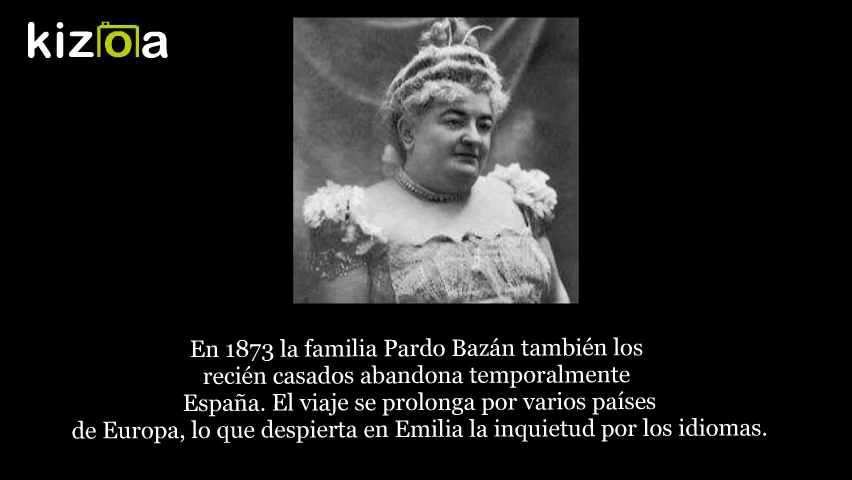 kizoa
En 1873 la familia Pardo Bazán también los
recién casados abandona temporalmente
España. El viaje se prolonga por varios países
de Europa, lo que despierta en Emilia la inquietud por los idiomas.